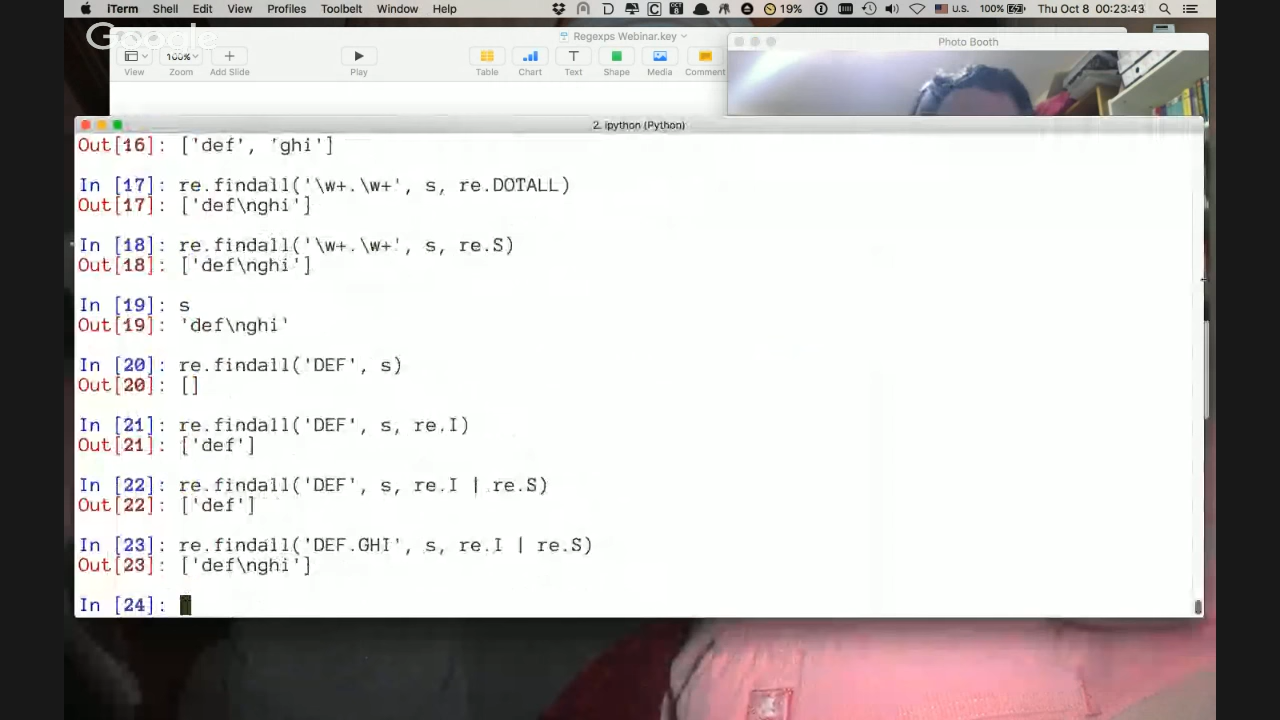 iTerm Shell Edit View Profiles Toolbelt Window Help 19% U.S. 100% Thu Oct 8 00:23:43
Google
Regexps Webinar.key
Photo Booth
100%
View Zoom Add Slide Play Table Chart Text Shape Media Comment
2. ipython (Python)
Out[16]: ['def', 'ghi']
In [17]: re.findall('\w+.\w+', s, re.DOTALL)
Out[17]: ['def\nghi']
In [18]: re.findall('\w+.\w+', s, re.S)
Out[18]: ['def\nghi']
In [19]: s
Out[19]: 'def\nghi'
In [20]: re.findall('DEF', s)
Out[20]: []
In [21]: re.findall('DEF', s, re.I)
Out[21]: ['def']
In [22]: re.findall('DEF', s, re.I | re.S)
Out[22]: ['def']
In [23]: re.findall('DEF.GHI', s, re.I | re.S)
Out[23]: ['def\nghi']
In [24]: